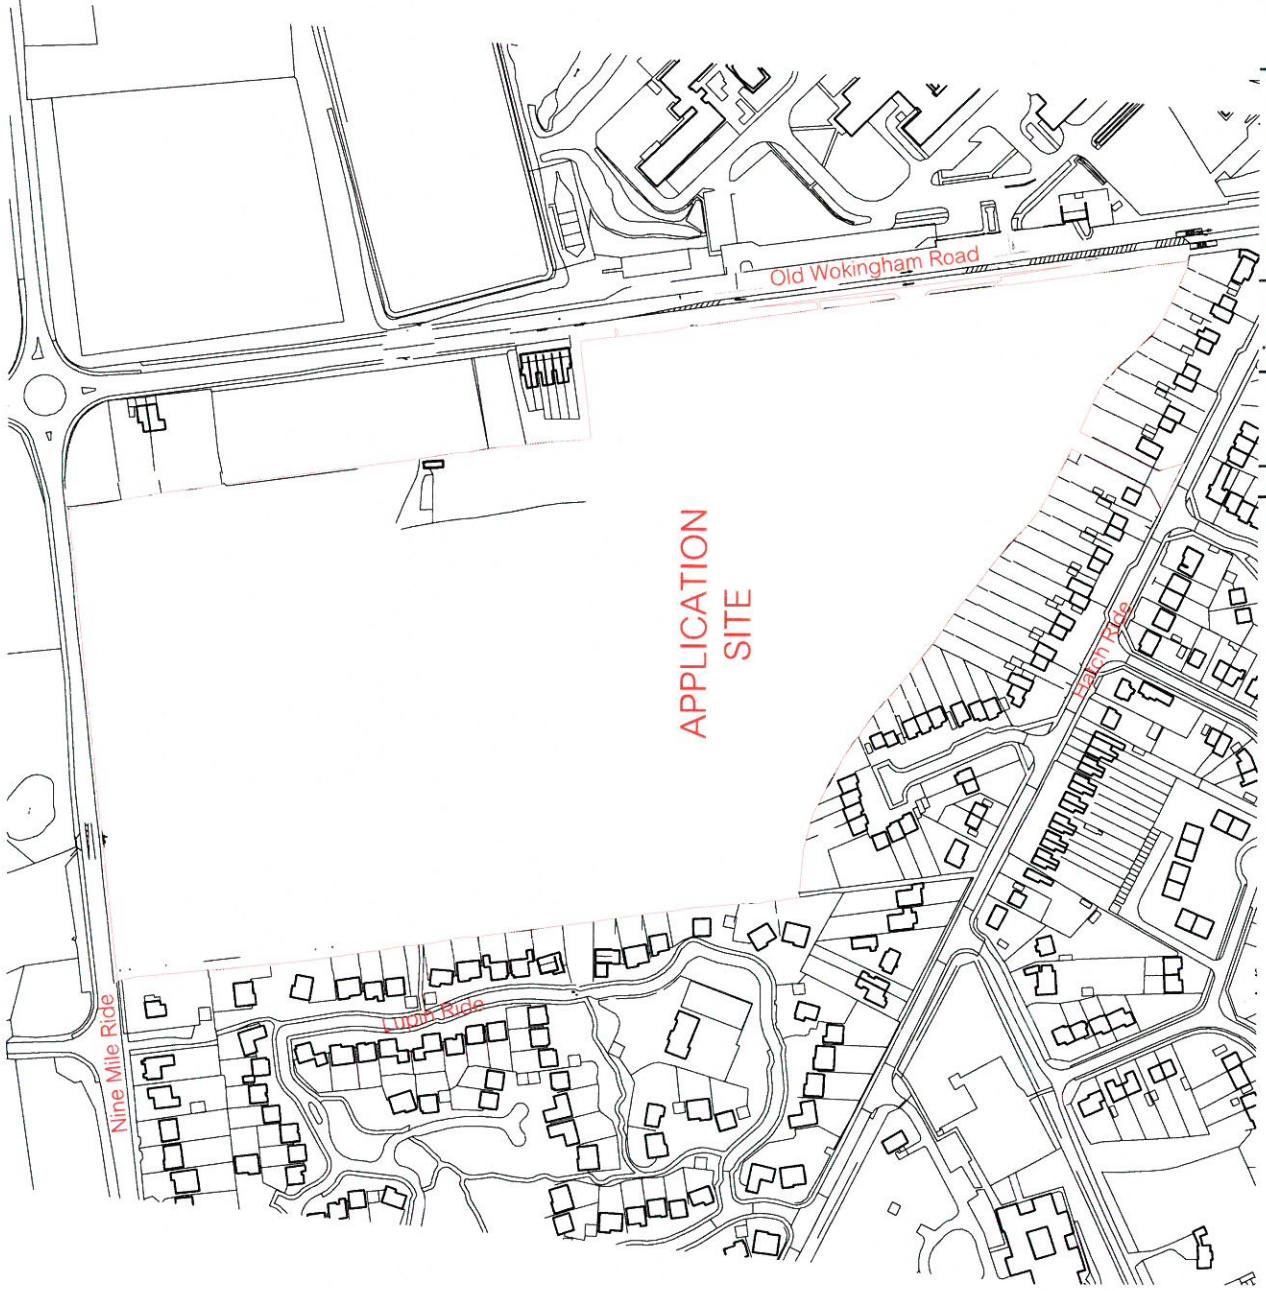 Old Wokingham Road
APPLICATION
SITE
Hatch Ride
Lupin Ride
Nine Mile Ride